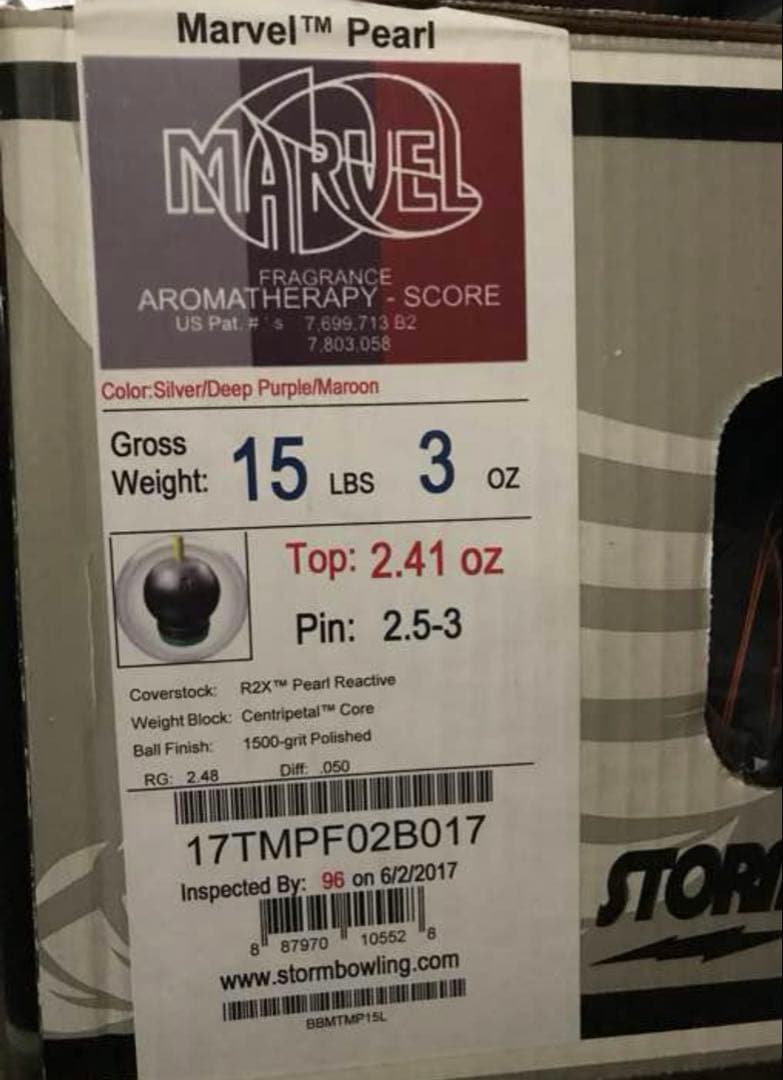 Marvel™ Pearl
MARVEL
FRAGRANCE
AROMATHERAPY - SCORE
US Pat. #'s 7,699,713 B2
7,803,058
Color:Silver/Deep Purple/Maroon
Gross
Weight: 15 LBS 3 OZ
Top: 2.41 oz
Pin: 2.5-3
Coverstock: R2X™ Pearl Reactive
Weight Block: Centripetal™ Core
Ball Finish: 1500-grit Polished
RG: 2.48 Diff: .050
17TMPF02B017
Inspected By: 96 on 6/2/2017
8 87970 10552 8
www.stormbowling.com
BBMTMP15L
STORM